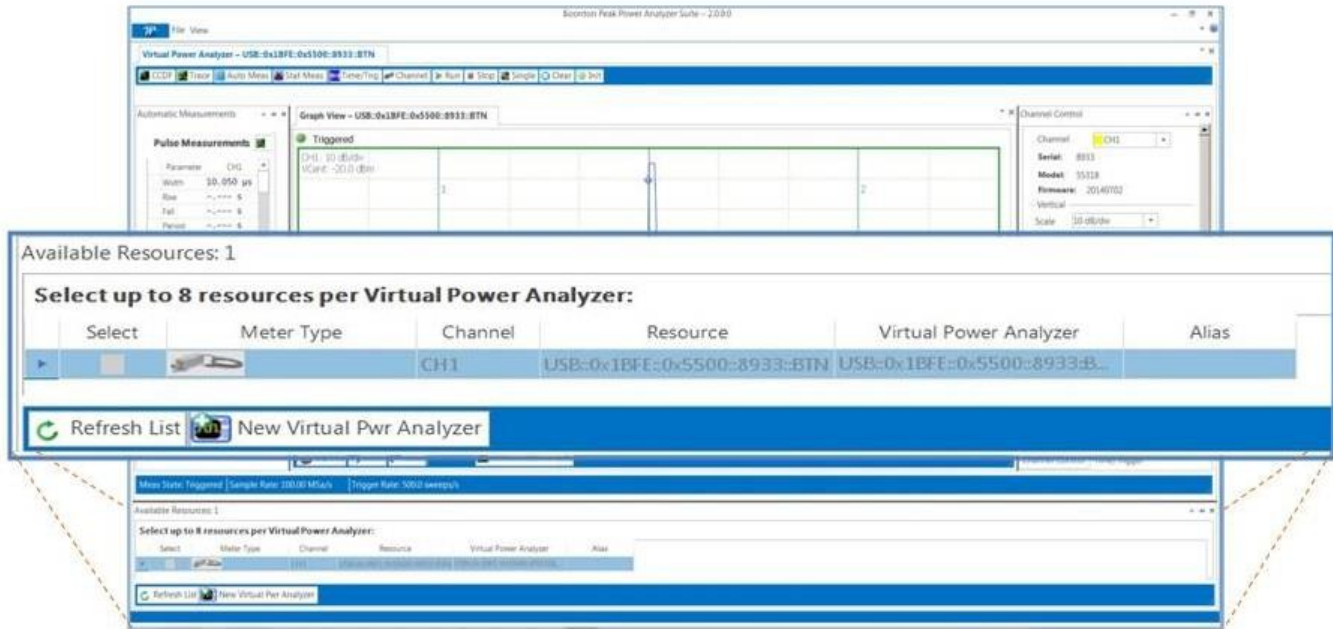 Boonton Peak Power Analyzer Suite – 2.0.8.0
File View
Virtual Power Analyzer – USB::0x1BFE::0x5500::8933::BTN
CCDF Trace Auto Meas Stat Meas Time/Trig Channel Run Stop Single Clear Init
Automatic Measurements
Graph View – USB::0x1BFE::0x5500::8933::BTN
Channel Control
Pulse Measurements
Triggered
Channel CH1
Parameter CH1
CH1: 10 dB/div
VCent: -20.0 dBm
Serial: 8933
Width 10.050 µs
Model:
Rise -.--- s
1
2
Firmware: 20140702
Fall -.--- s
Vertical
Period -.--- s
Scale 10 dB/div
Available Resources: 1
Select up to 8 resources per Virtual Power Analyzer:
Select Meter Type Channel Resource Virtual Power Analyzer Alias
CH1 USB::0x1BFE::0x5500::8933::BTN USB::0x1BFE::0x5500::8933::B...
Refresh List New Virtual Pwr Analyzer
Meas State: Triggered Sample Rate: 100.00 MSa/s Trigger Rate: 500.0 sweeps/s
Available Resources: 1
Select up to 8 resources per Virtual Power Analyzer:
Select Meter Type Channel Resource Virtual Power Analyzer Alias
CH1
Refresh List New Virtual Pwr Analyzer